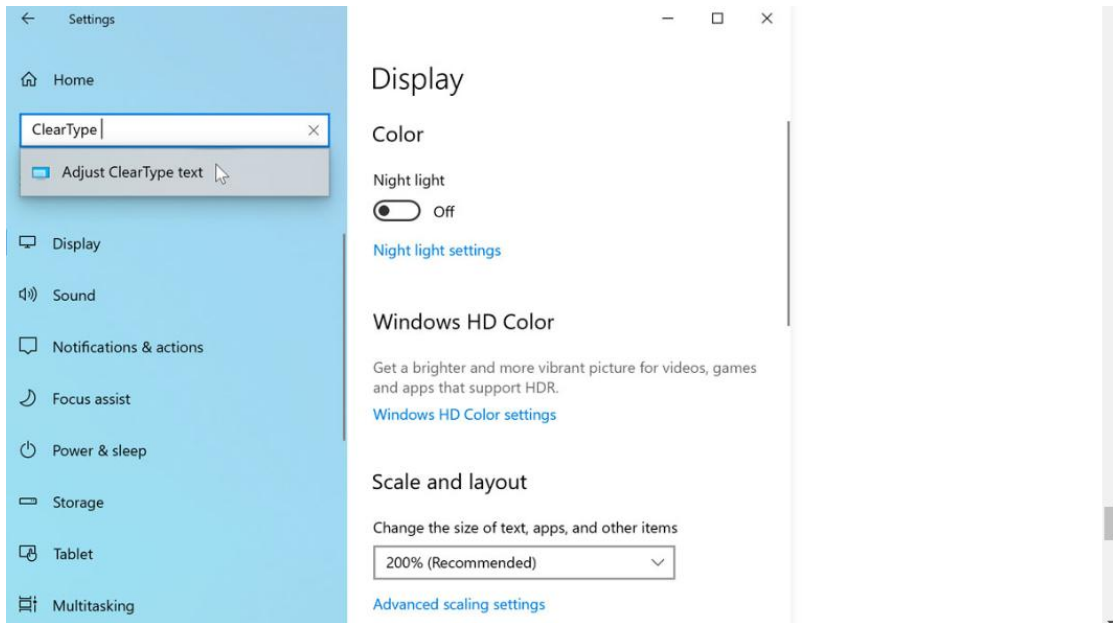 Settings
Home
ClearType
Adjust ClearType text
Display
Sound
Notifications & actions
Focus assist
Power & sleep
Storage
Tablet
Multitasking
Display
Color
Night light
Off
Night light settings
Windows HD Color
Get a brighter and more vibrant picture for videos, games
and apps that support HDR.
Windows HD Color settings
Scale and layout
Change the size of text, apps, and other items
200% (Recommended)
Advanced scaling settings